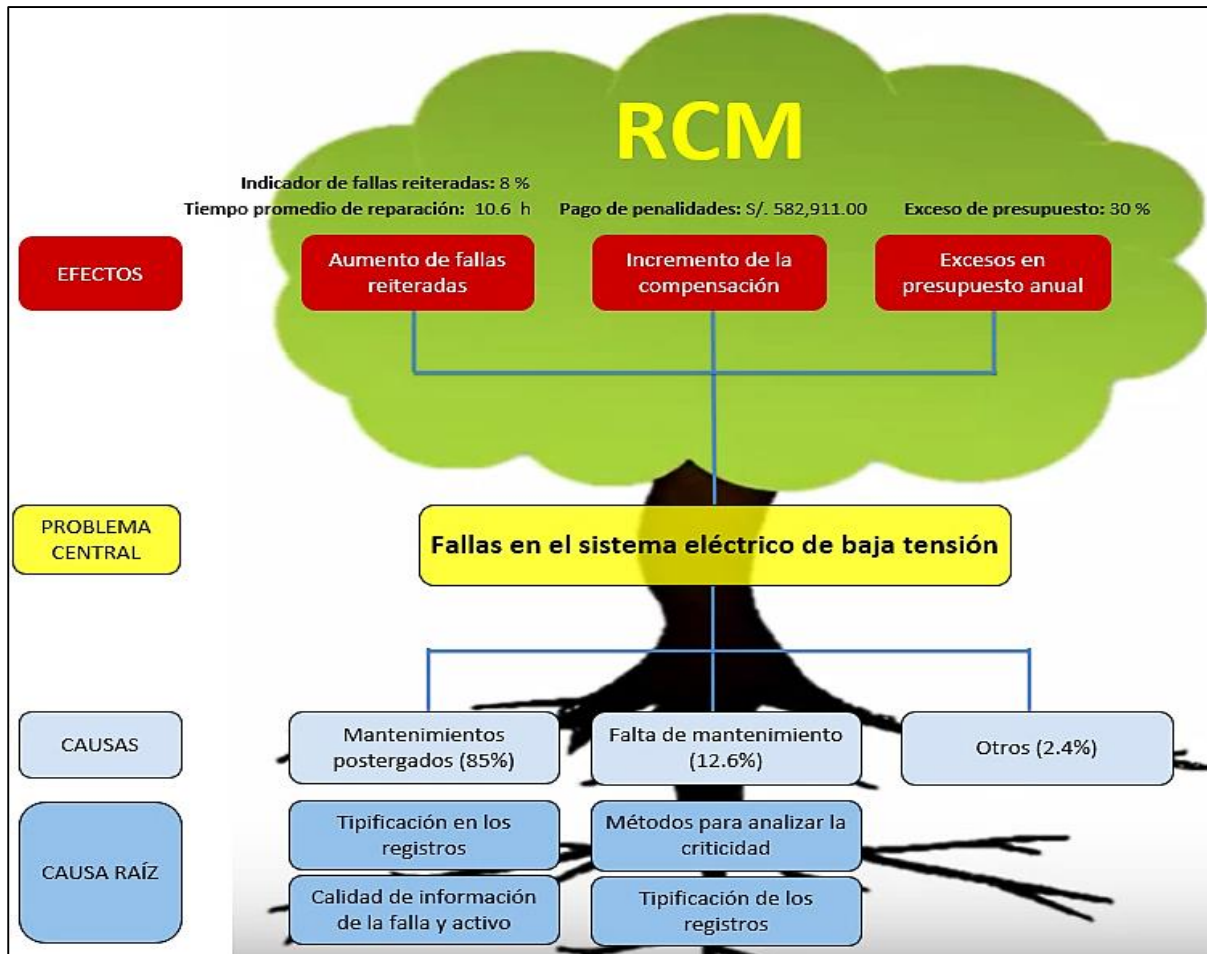 RCM
Indicador de fallas reiteradas: 8 %
Tiempo promedio de reparación: 10.6 h
Pago de penalidades: S/. 582,911.00
Exceso de presupuesto: 30 %
EFECTOS
Aumento de fallas
reiteradas
Incremento de la
compensación
Excesos en
presupuesto anual
PROBLEMA
CENTRAL
Fallas en el sistema eléctrico de baja tensión
CAUSAS
Mantenimientos
postergados (85%)
Falta de mantenimiento
(12.6%)
Otros (2.4%)
CAUSA RAÍZ
Tipificación en los
registros
Métodos para analizar la
criticidad
Calidad de información
de la falla y activo
Tipificación de los
registros